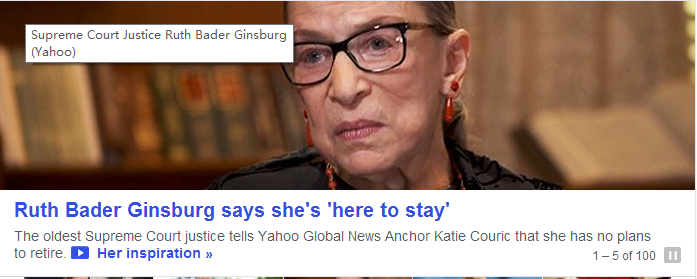 Supreme Court Justice Ruth Bader Ginsburg
(Yahoo)
Ruth Bader Ginsburg says she's 'here to stay'
The oldest Supreme Court justice tells Yahoo Global News Anchor Katie Couric that she has no plans
to retire. Her inspiration »
1 – 5 of 100